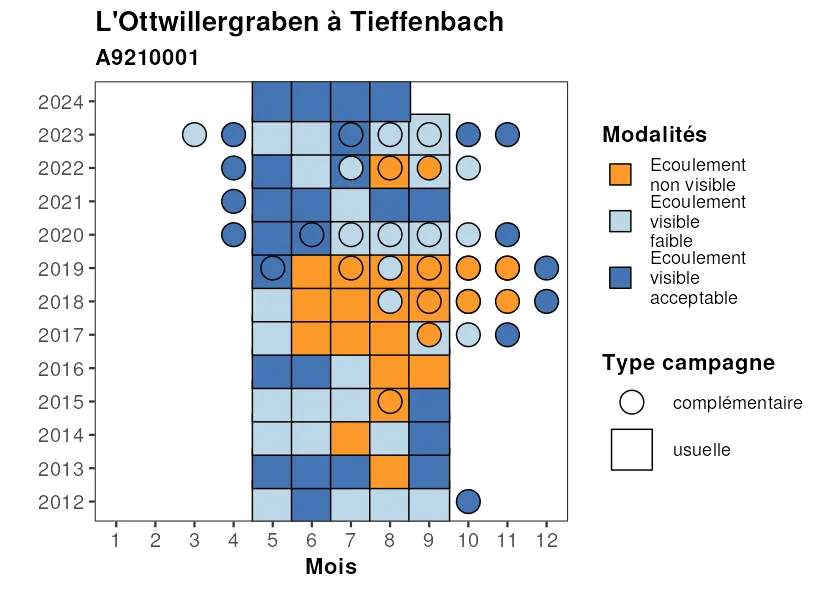 L'Ottwillergraben à Tieffenbach
A9210001
2024
2023
2022
2021
2020
2019
2018
2017
2016
2015
2014
2013
2012
1 2 3 4 5 6 7 8 9 10 11 12
Mois
Modalités
Ecoulement
non visible
Ecoulement
visible
faible
Ecoulement
visible
acceptable
Type campagne
complémentaire
usuelle